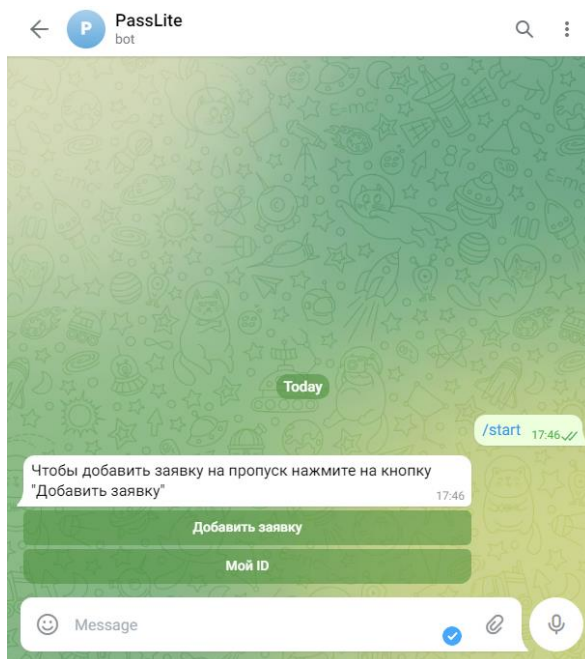 P
PassLite
bot
Today
/start 17:46
Чтобы добавить заявку на пропуск нажмите на кнопку
"Добавить заявку"
17:46
Добавить заявку
Мой ID
Message